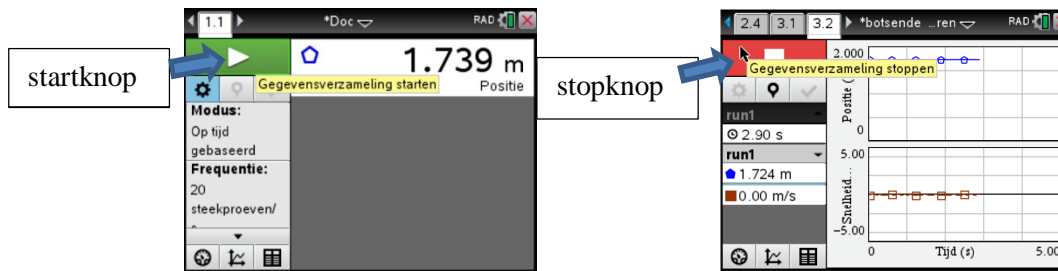 startknop
1.1
*Doc
RAD
1.739 m
Positie
Gegevensverzameling starten
Modus:
Op tijd
gebaseerd
Frequentie:
20
steekproeven/
stopknop
2.4 3.1 3.2
*botsende ...ren
RAD
Gegevensverzameling stoppen
run1
2.90 s
run1
1.724 m
0.00 m/s
2.000
Positie (
0
5.00
Snelheid...
-5.00
0
Tijd (s)
5.00